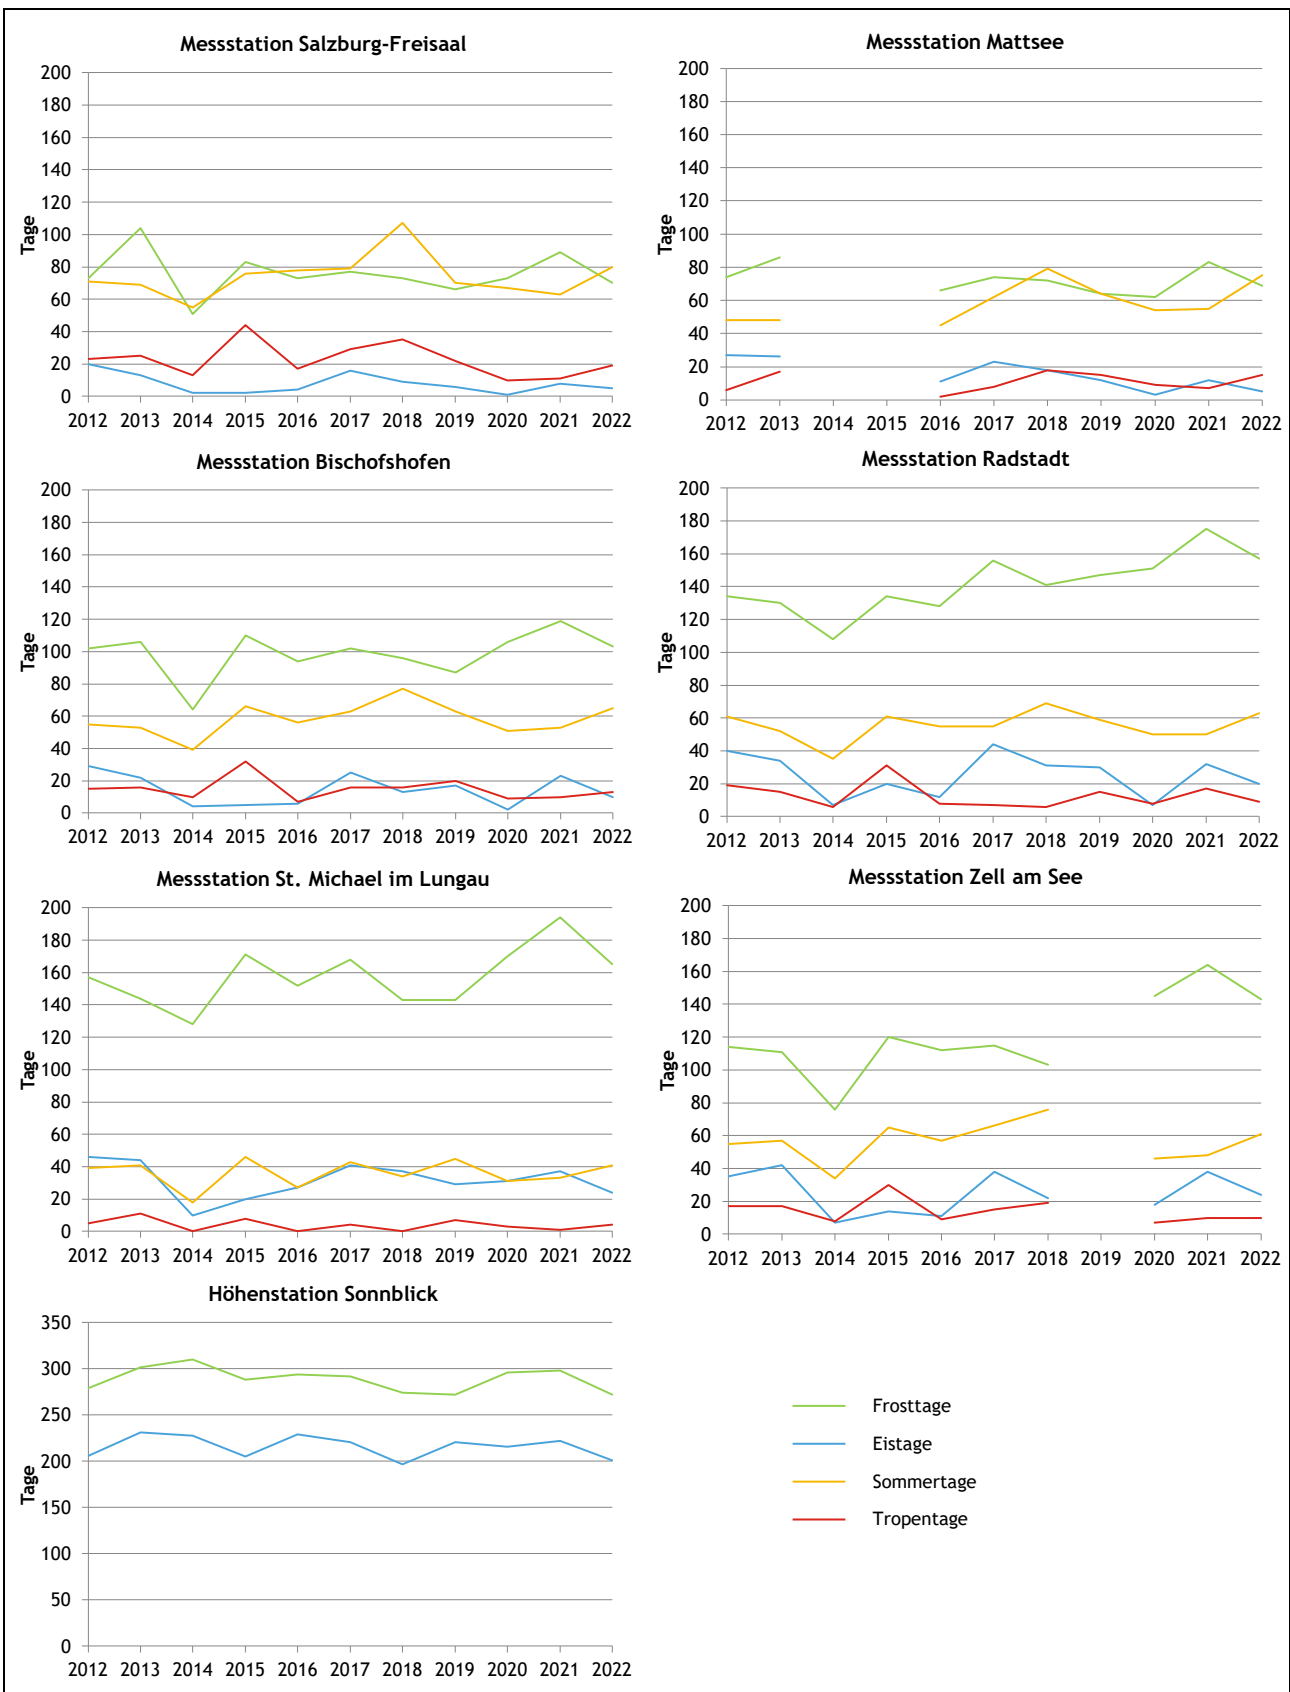 Messstation Salzburg-Freisaal
200
180
160
140
120
100
80
60
40
20
0
Tage
2012 2013 2014 2015 2016 2017 2018 2019 2020 2021 2022
Messstation Mattsee
200
180
160
140
120
100
80
60
40
20
0
Tage
2012 2013 2014 2015 2016 2017 2018 2019 2020 2021 2022
Messstation Bischofshofen
200
180
160
140
120
100
80
60
40
20
0
Tage
2012 2013 2014 2015 2016 2017 2018 2019 2020 2021 2022
Messstation Radstadt
200
180
160
140
120
100
80
60
40
20
0
Tage
2012 2013 2014 2015 2016 2017 2018 2019 2020 2021 2022
Messstation St. Michael im Lungau
200
180
160
140
120
100
80
60
40
20
0
Tage
2012 2013 2014 2015 2016 2017 2018 2019 2020 2021 2022
Messstation Zell am See
200
180
160
140
120
100
80
60
40
20
0
Tage
2012 2013 2014 2015 2016 2017 2018 2019 2020 2021 2022
Höhenstation Sonnblick
350
300
250
200
150
100
50
0
Tage
2012 2013 2014 2015 2016 2017 2018 2019 2020 2021 2022
Frosttage
Eistage
Sommertage
Tropentage